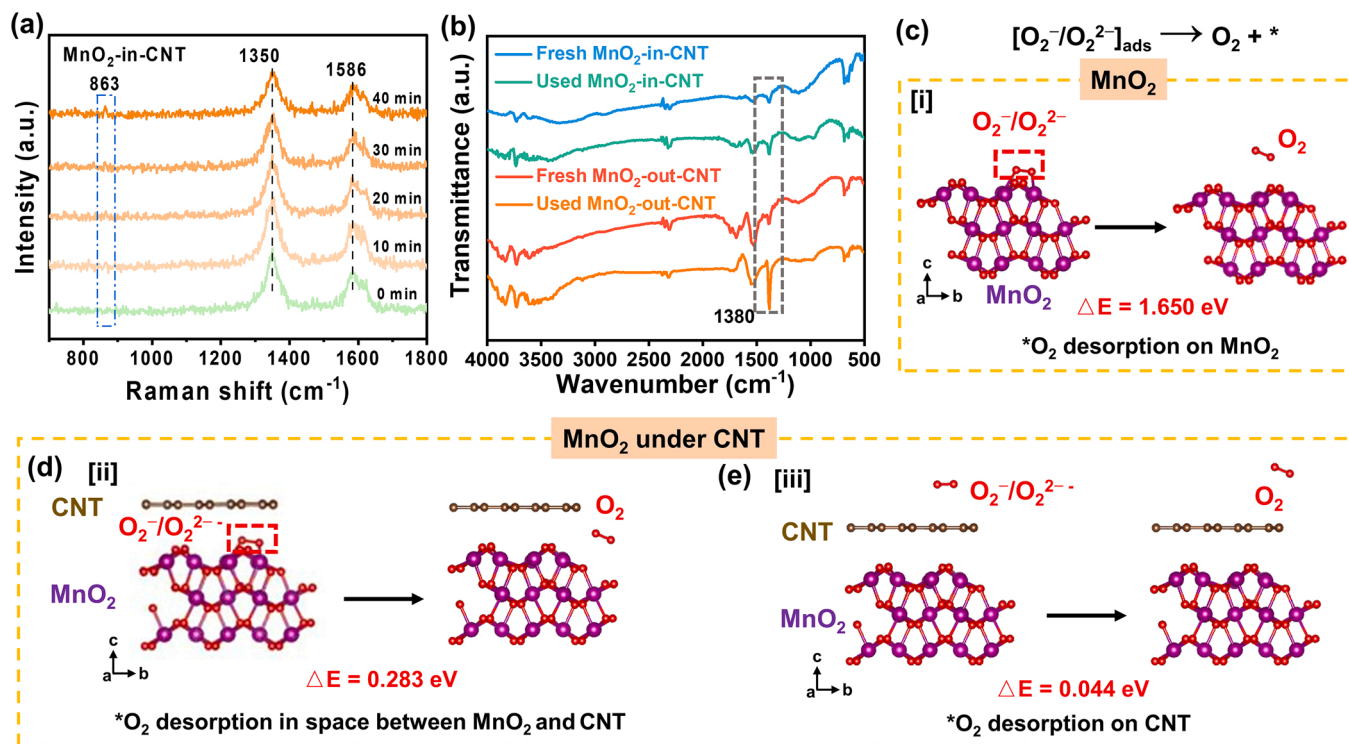 (a)
MnO₂-in-CNT
863
1350
1586
40 min
30 min
20 min
10 min
0 min
Intensity (a.u.)
800 1000 1200 1400 1600 1800
Raman shift (cm⁻¹)
(b)
Fresh MnO₂-in-CNT
Used MnO₂-in-CNT
Fresh MnO₂-out-CNT
Used MnO₂-out-CNT
1380
Transmittance (a.u.)
4000 3500 3000 2500 2000 1500 1000 500
Wavenumber (cm⁻¹)
(c)
[O₂⁻/O₂²⁻]ads → O₂ + *
MnO₂
[i]
O₂⁻/O₂²⁻
O₂
c
a b
MnO₂
△E = 1.650 eV
*O₂ desorption on MnO₂
MnO₂ under CNT
(d)
[ii]
CNT
O₂⁻/O₂²⁻ -
O₂
MnO₂
c
a b
△E = 0.283 eV
*O₂ desorption in space between MnO₂ and CNT
(e)
[iii]
O₂⁻/O₂²⁻ -
O₂
CNT
MnO₂
c
a b
△E = 0.044 eV
*O₂ desorption on CNT